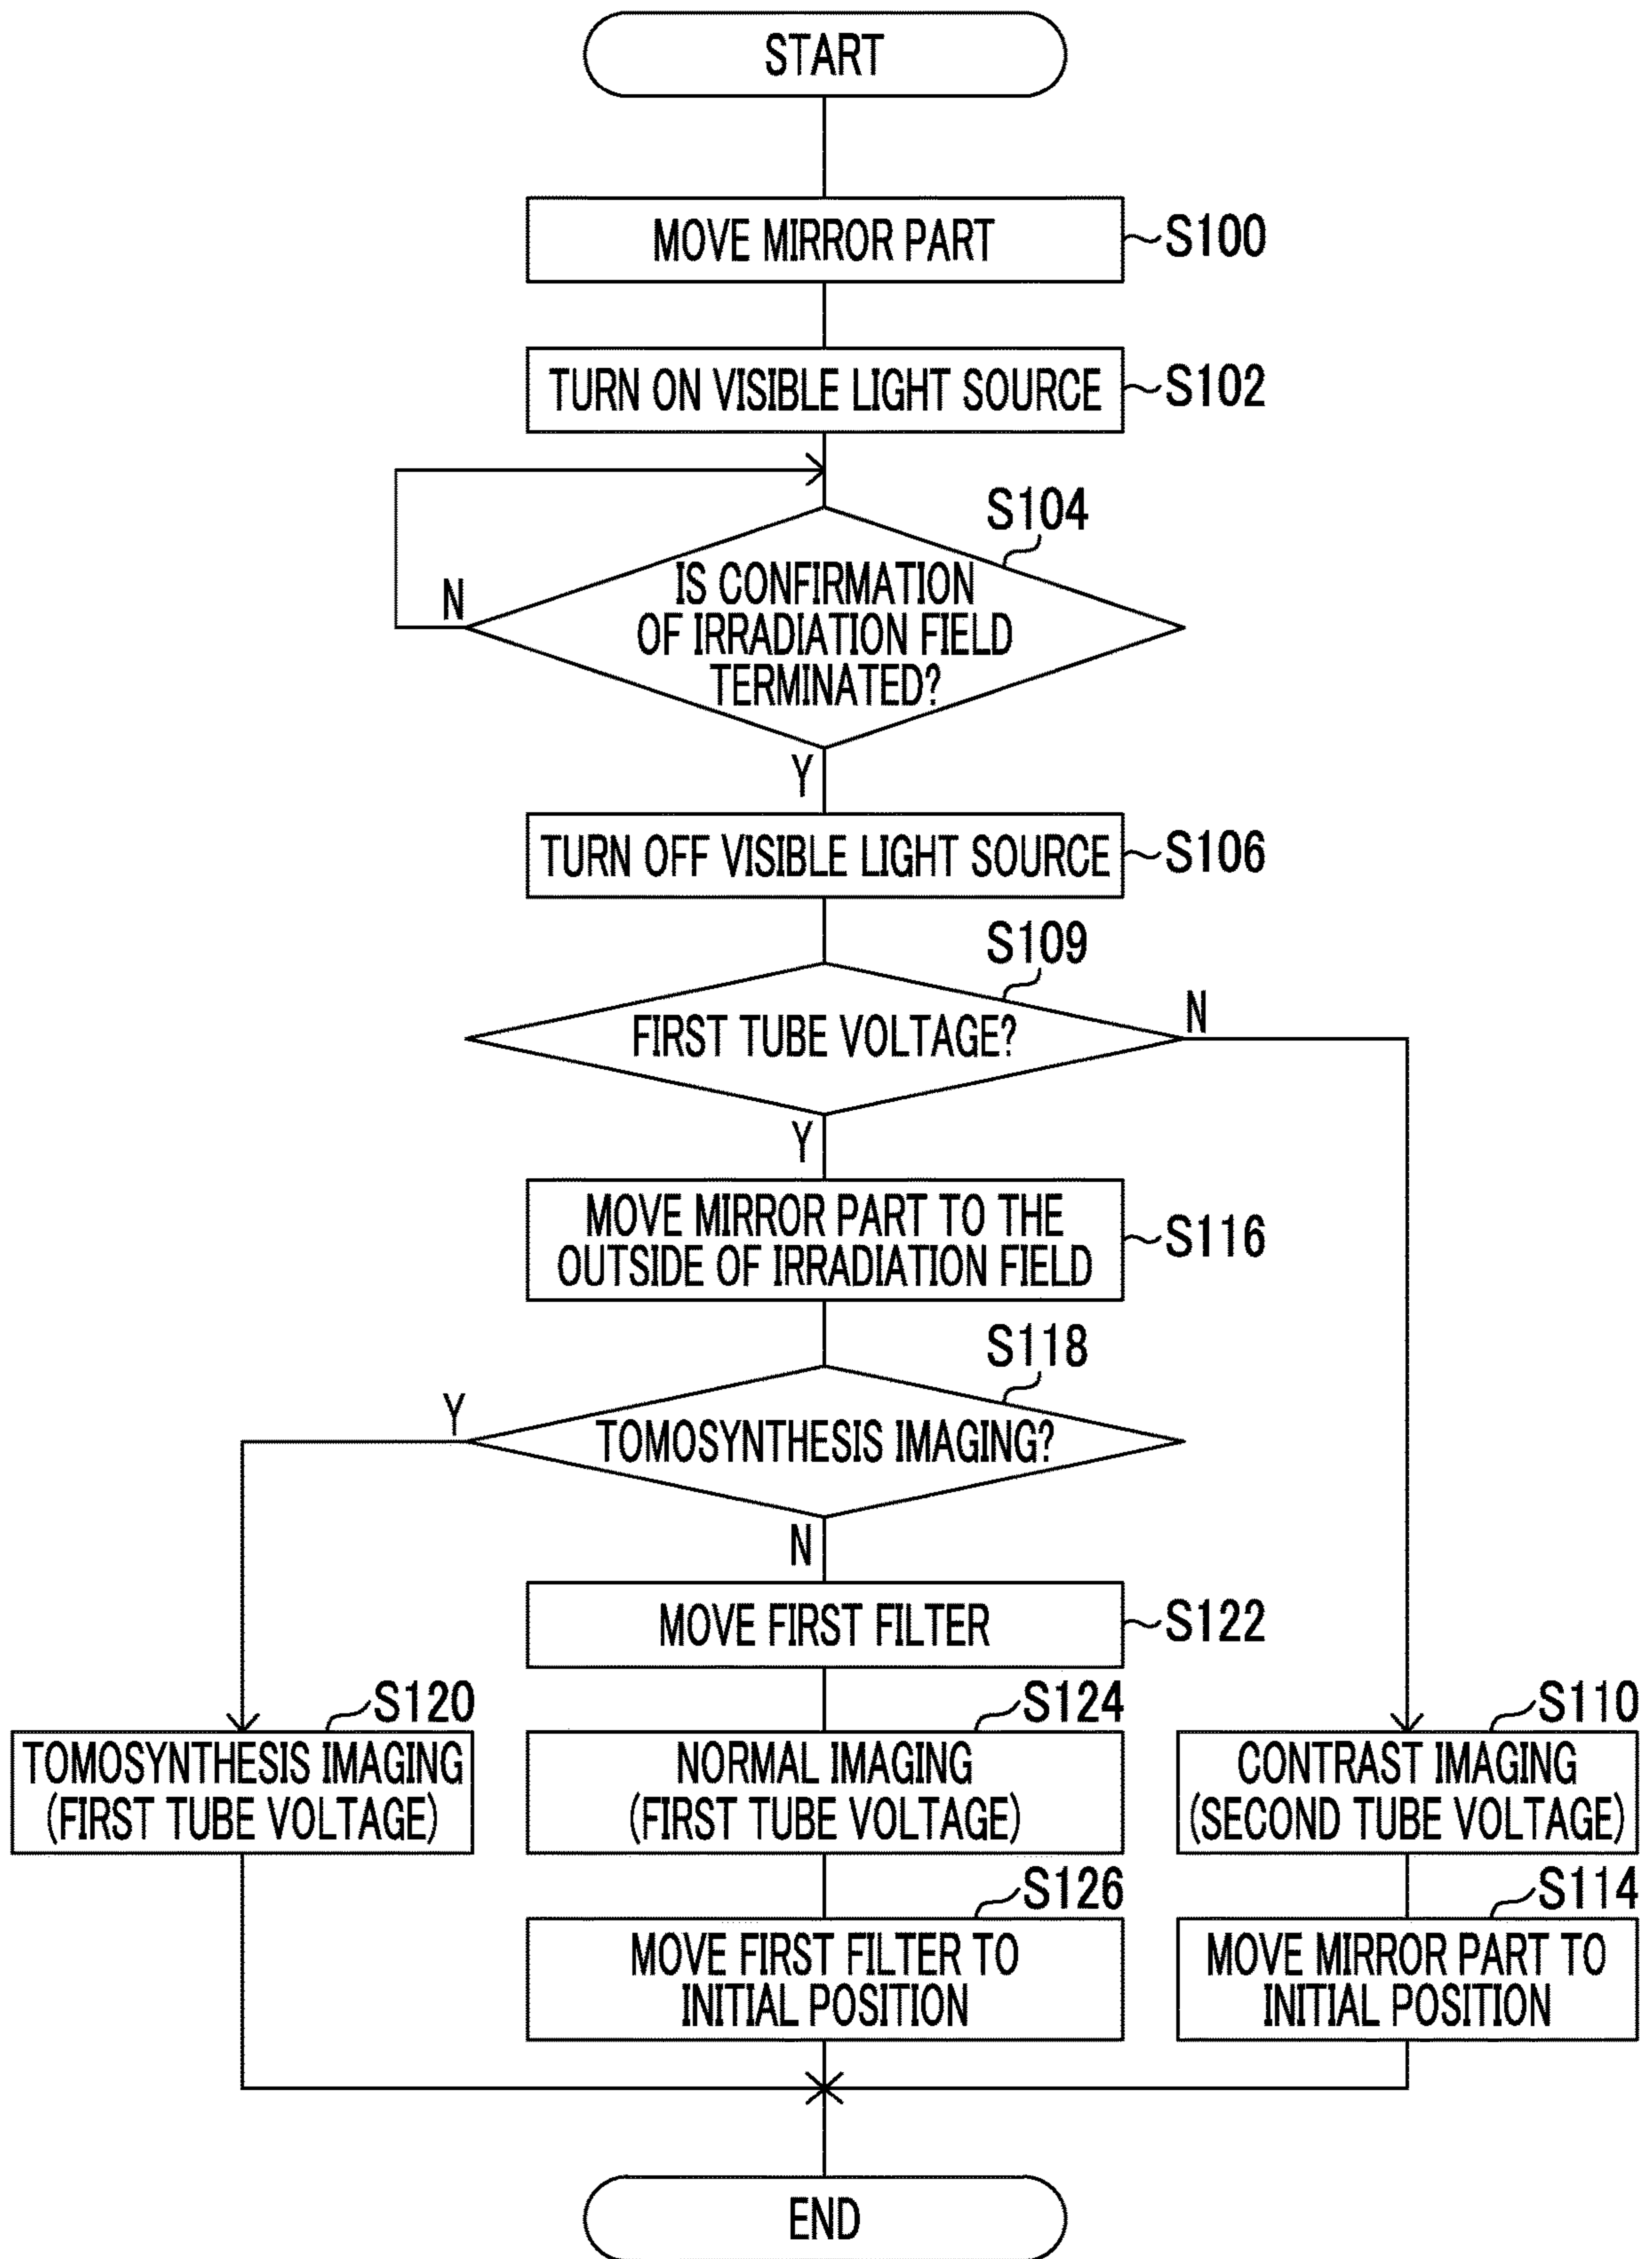 START
MOVE MIRROR PART
S100
TURN ON VISIBLE LIGHT SOURCE
S102
S104
IS CONFIRMATION
OF IRRADIATION FIELD
TERMINATED?
N
Y
TURN OFF VISIBLE LIGHT SOURCE
S106
S109
FIRST TUBE VOLTAGE?
N
Y
MOVE MIRROR PART TO THE
OUTSIDE OF IRRADIATION FIELD
S116
S118
TOMOSYNTHESIS IMAGING?
Y
N
MOVE FIRST FILTER
S122
S120
TOMOSYNTHESIS IMAGING
(FIRST TUBE VOLTAGE)
S124
NORMAL IMAGING
(FIRST TUBE VOLTAGE)
S110
CONTRAST IMAGING
(SECOND TUBE VOLTAGE)
S126
MOVE FIRST FILTER TO
INITIAL POSITION
S114
MOVE MIRROR PART TO
INITIAL POSITION
END